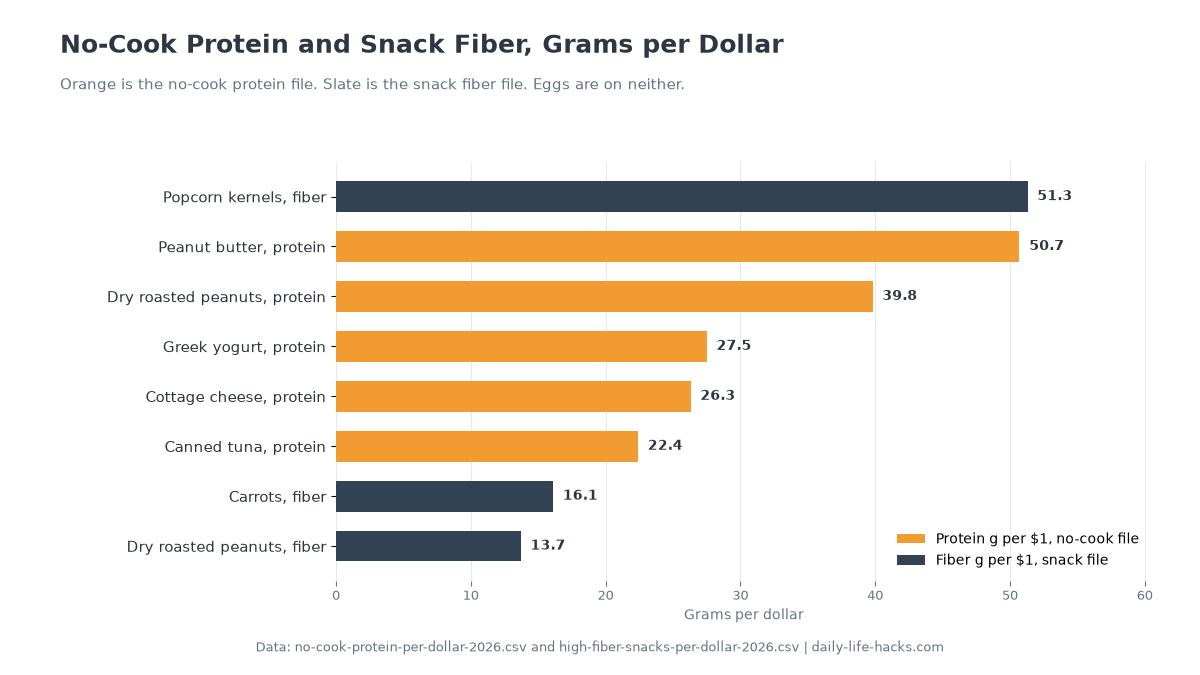 No-Cook Protein and Snack Fiber, Grams per Dollar
Orange is the no-cook protein file. Slate is the snack fiber file. Eggs are on neither.
Popcorn kernels, fiber 51.3
Peanut butter, protein 50.7
Dry roasted peanuts, protein 39.8
Greek yogurt, protein 27.5
Cottage cheese, protein 26.3
Canned tuna, protein 22.4
Carrots, fiber 16.1
Dry roasted peanuts, fiber 13.7
Protein g per $1, no-cook file
Fiber g per $1, snack file
0 10 20 30 40 50 60
Grams per dollar
Data: no-cook-protein-per-dollar-2026.csv and high-fiber-snacks-per-dollar-2026.csv | daily-life-hacks.com